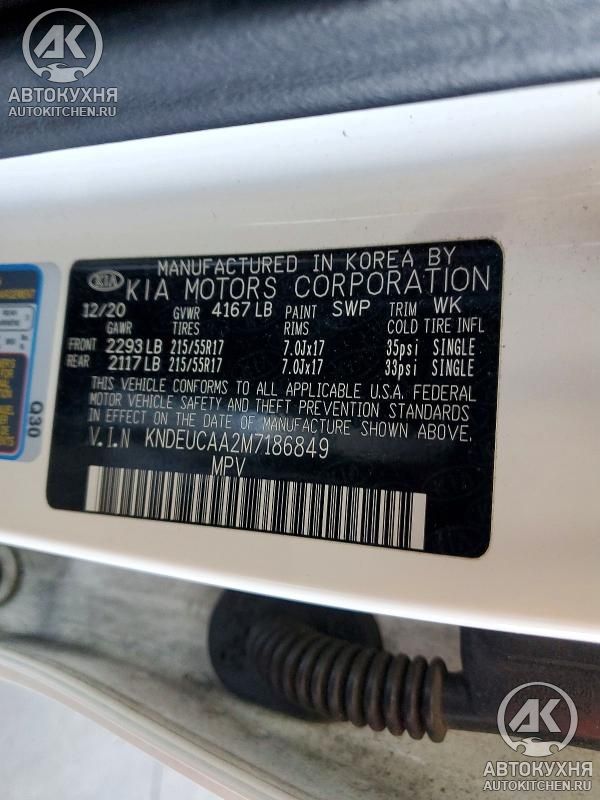 АК
АВТОКУХНЯ
AUTOKITCHEN.RU
MANUFACTURED IN KOREA BY
KIA KIA MOTORS CORPORATION
12/20 GVWR 4167 LB PAINT SWP TRIM WK
GAWR TIRES RIMS COLD TIRE INFL
FRONT 2293 LB 215/55R17 7.0Jx17 35psi SINGLE
REAR 2117 LB 215/55R17 7.0Jx17 33psi SINGLE
THIS VEHICLE CONFORMS TO ALL APPLICABLE U.S.A. FEDERAL
MOTOR VEHICLE SAFETY AND THEFT PREVENTION STANDARDS
IN EFFECT ON THE DATE OF MANUFACTURE SHOWN ABOVE.
V.I.N KNDEUCAA2M7186849
MPV
Q30
АК
АВТОКУХНЯ
AUTOKITCHEN.RU